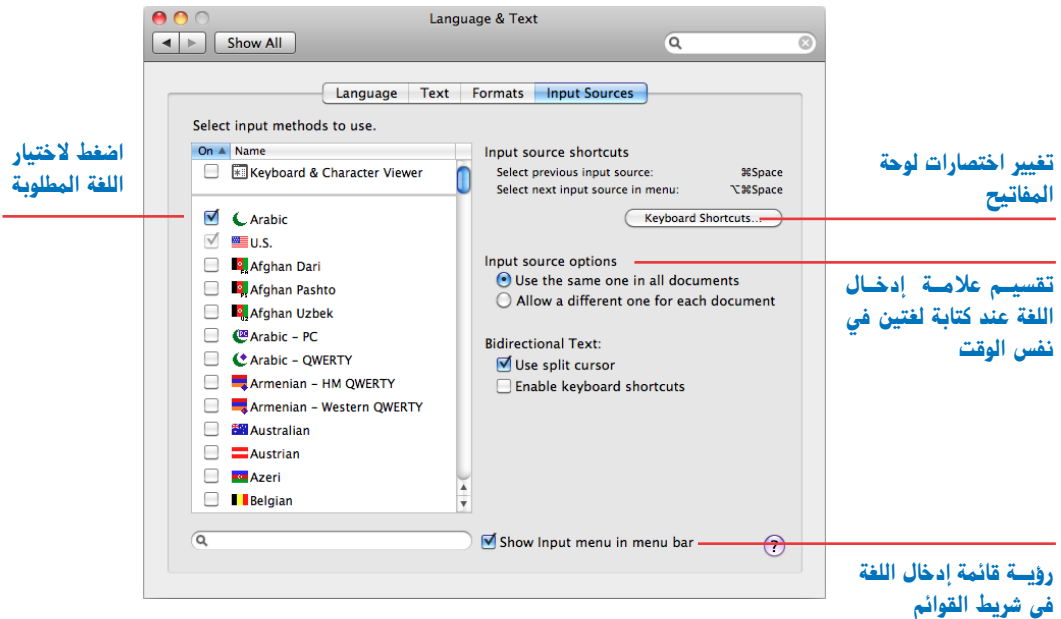 Language & Text
Show All
Language Text Formats Input Sources
Select input methods to use.
On Name
Keyboard & Character Viewer
Arabic
U.S.
Afghan Dari
Afghan Pashto
Afghan Uzbek
Arabic – PC
Arabic – QWERTY
Armenian – HM QWERTY
Armenian – Western QWERTY
Australian
Austrian
Azeri
Belgian
Input source shortcuts
Select previous input source: ⌘Space
Select next input source in menu: ⌥⌘Space
Keyboard Shortcuts...
Input source options
Use the same one in all documents
Allow a different one for each document
Bidirectional Text:
Use split cursor
Enable keyboard shortcuts
Show Input menu in menu bar
?
اضغط لاختيار
اللغة المطلوبة
تغيير اختصارات لوحة
المفاتيح
تقسيم علامة إدخال
اللغة عند كتابة لغتين في
نفس الوقت
رؤية قائمة إدخال اللغة
في شريط القوائم